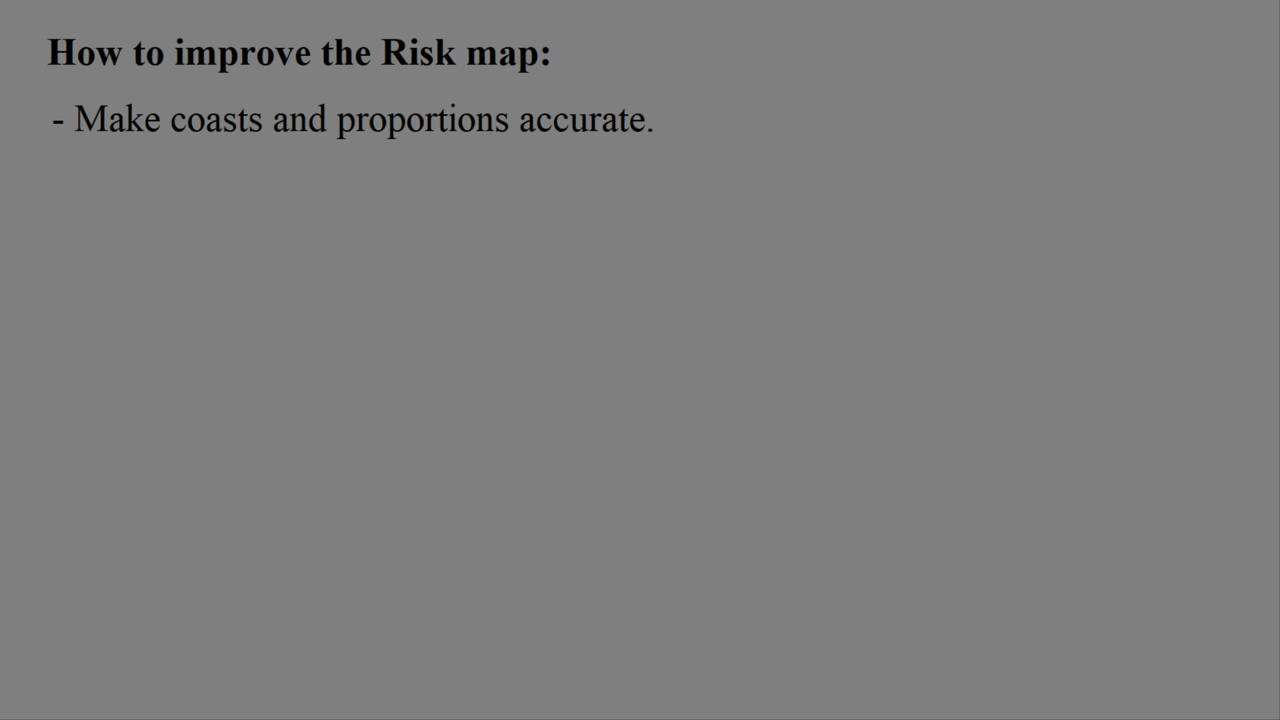 How to improve the Risk map:
- Make coasts and proportions accurate.